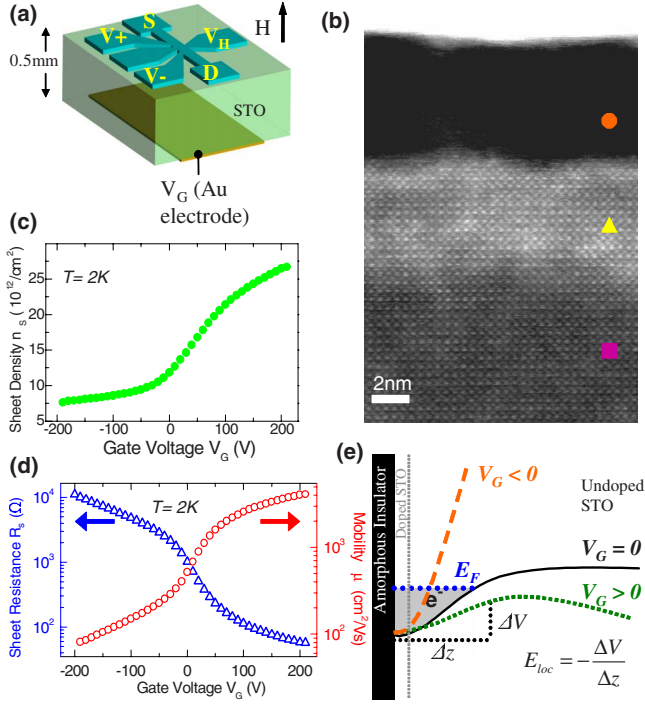 (a)
S
V+
V_H
H
0.5mm
V-
D
STO
V_G (Au
electrode)
(b)
2nm
(c)
T= 2K
Sheet Density n_s (10^12/cm^2)
25
20
15
10
5
-200 -100 0 100 200
Gate Voltage V_G (V)
(d)
T=2K
Sheet Resistance R_s (Ω)
10^4
10^3
10^2
Mobility μ (cm^2/Vs)
10^3
10^2
-200 -100 0 100 200
Gate Voltage V_G (V)
(e)
Amorphous Insulator
Doped STO
V_G < 0
Undoped
STO
V_G = 0
E_F
e^-
V_G > 0
ΔV
Δz
E_loc = - ΔV / Δz